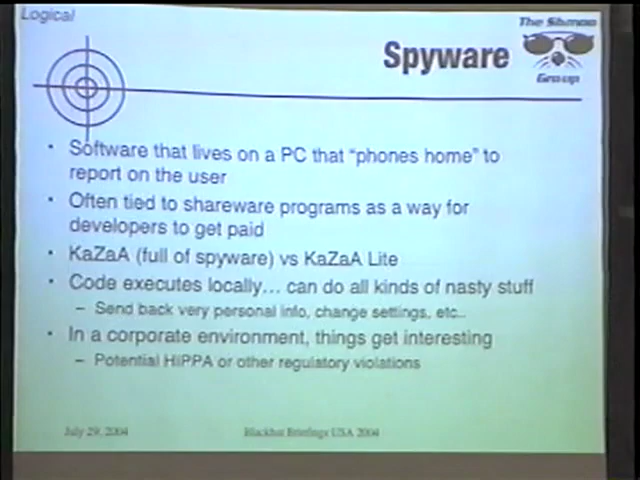 Logical
The Shmoo
Group
Spyware
• Software that lives on a PC that "phones home" to
report on the user
• Often tied to shareware programs as a way for
developers to get paid
• KaZaA (full of spyware) vs KaZaA Lite
• Code executes locally... can do all kinds of nasty stuff
– Send back very personal info, change settings, etc..
• In a corporate environment, things get interesting
– Potential HIPPA or other regulatory violations
July 29, 2004
Blackhat Briefings USA 2004